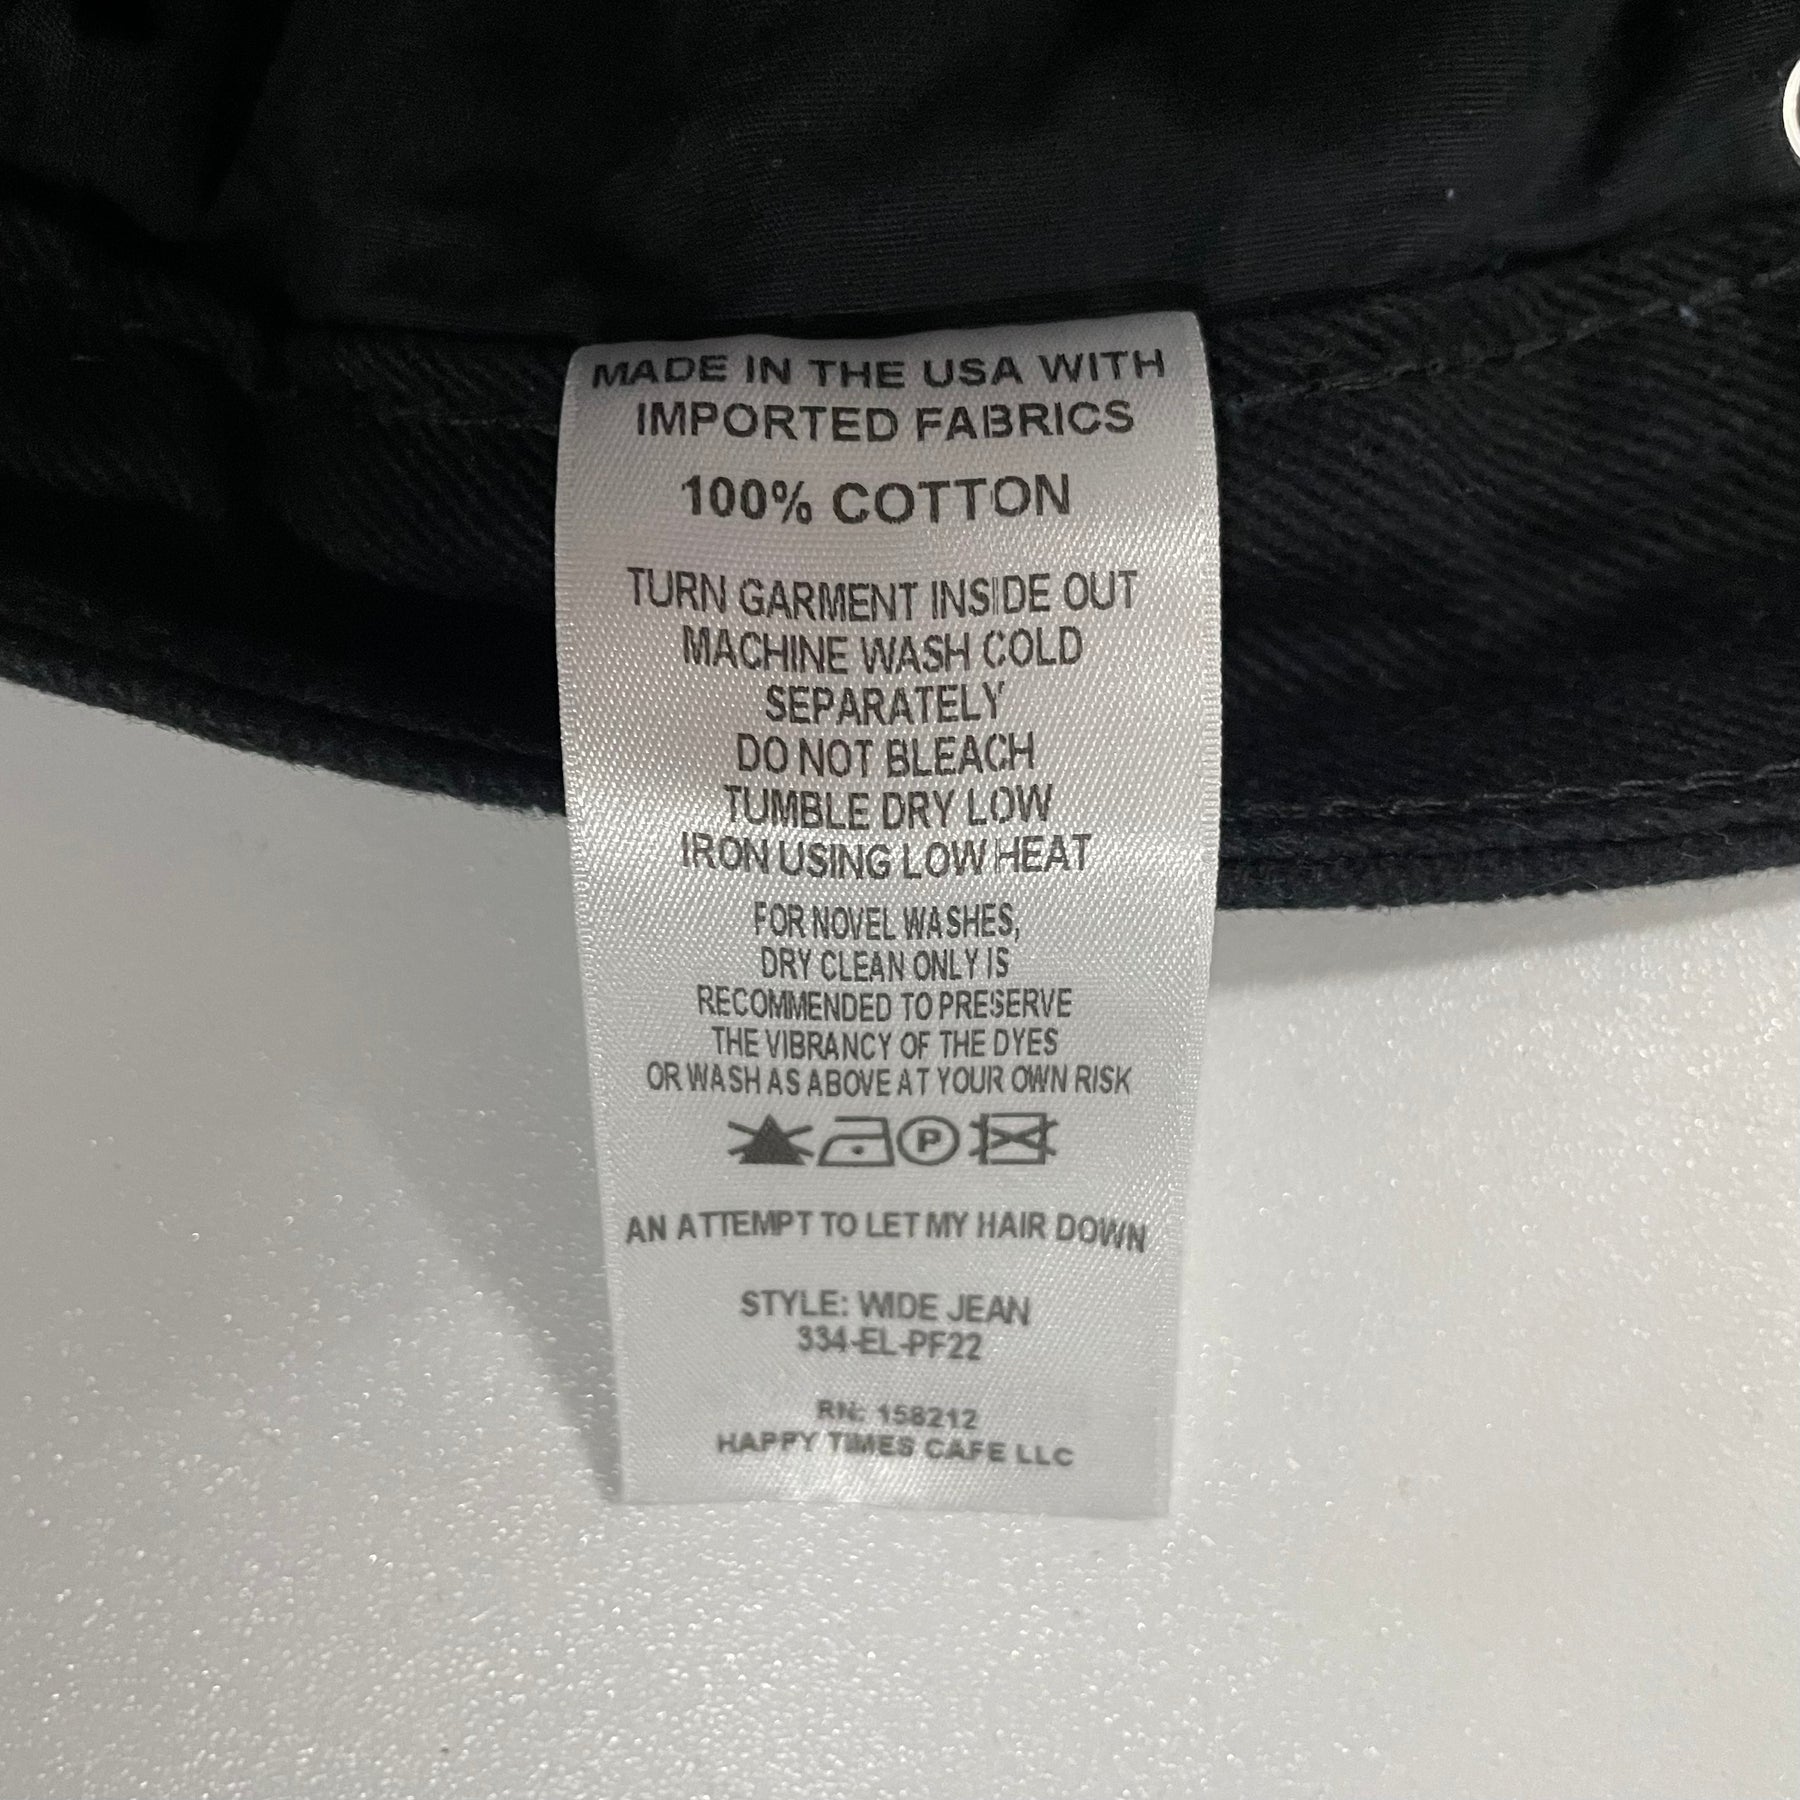 MADE IN THE USA WITH
IMPORTED FABRICS
100% COTTON
TURN GARMENT INSIDE OUT
MACHINE WASH COLD
SEPARATELY
DO NOT BLEACH
TUMBLE DRY LOW
IRON USING LOW HEAT
FOR NOVEL WASHES,
DRY CLEAN ONLY IS
RECOMMENDED TO PRESERVE
THE VIBRANCY OF THE DYES
OR WASH AS ABOVE AT YOUR OWN RISK
P
AN ATTEMPT TO LET MY HAIR DOWN
STYLE: WIDE JEAN
334-EL-PF22
RN: 158212
HAPPY TIMES CAFE LLC